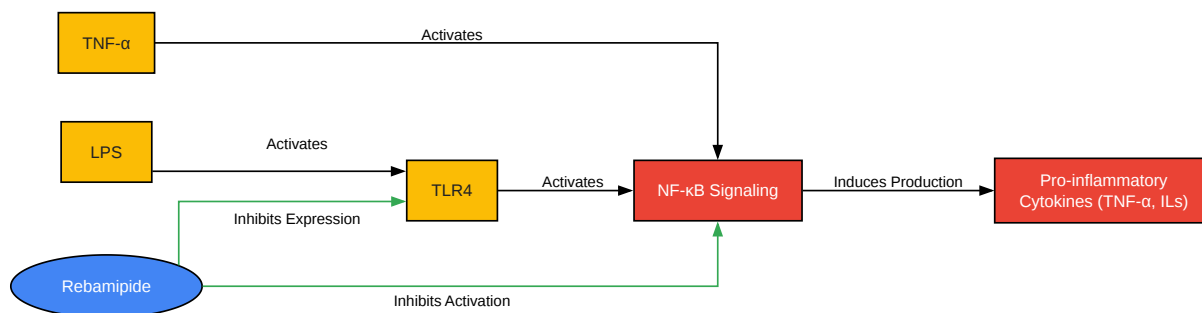 TNF-α
Activates
LPS
Activates
TLR4
Activates
NF-κB Signaling
Induces Production
Pro-inflammatory
Cytokines (TNF-α, ILs)
Inhibits Expression
Rebamipide
Inhibits Activation